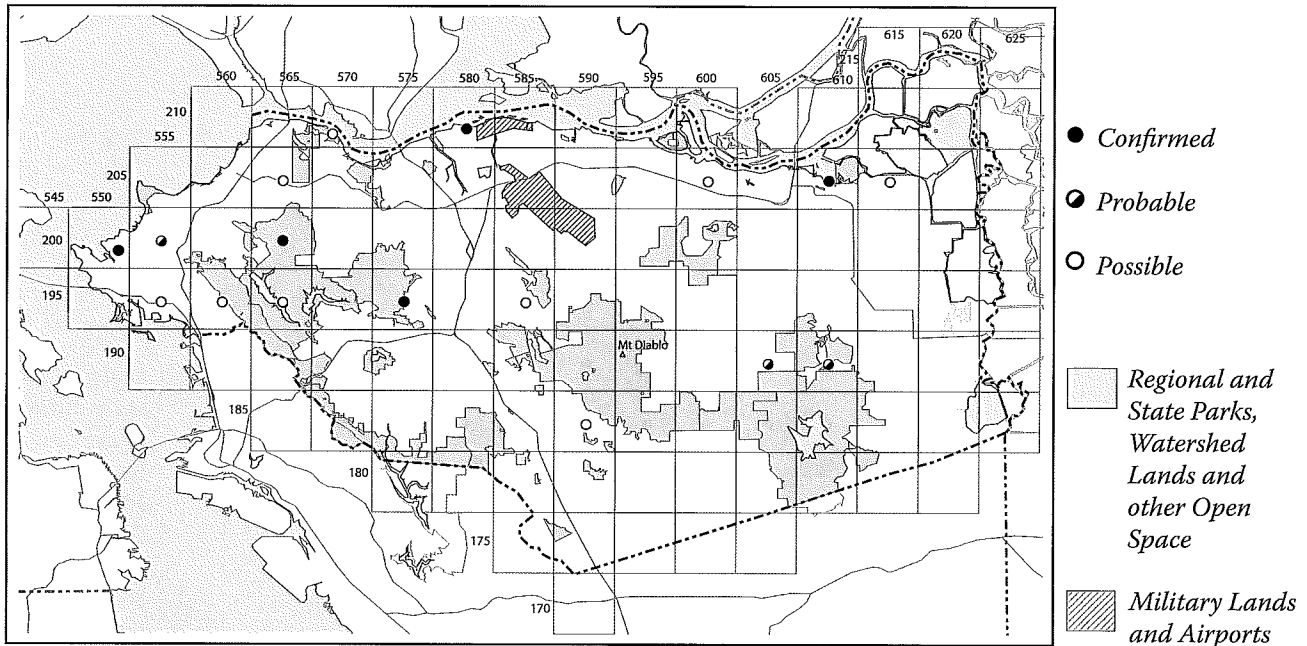 615 620 625
215
560 565 570 575 580 585 590 595 600 605 610
210
555
205
545 550
200
195
190
Mt Diablo
185
180
175
170
Confirmed
Probable
Possible
Regional and
State Parks,
Watershed
Lands and
other Open
Space
Military Lands
and Airports